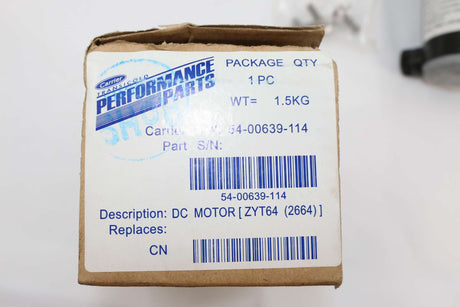 Carrier
TRANSICOLD
PERFORMANCE
PARTS
PACKAGE QTY
1 PC
WT= 1.5KG
Carrier 54-00639-114
Part S/N:
54-00639-114
Description: DC MOTOR [ ZYT64 (2664) ]
Replaces:
CN